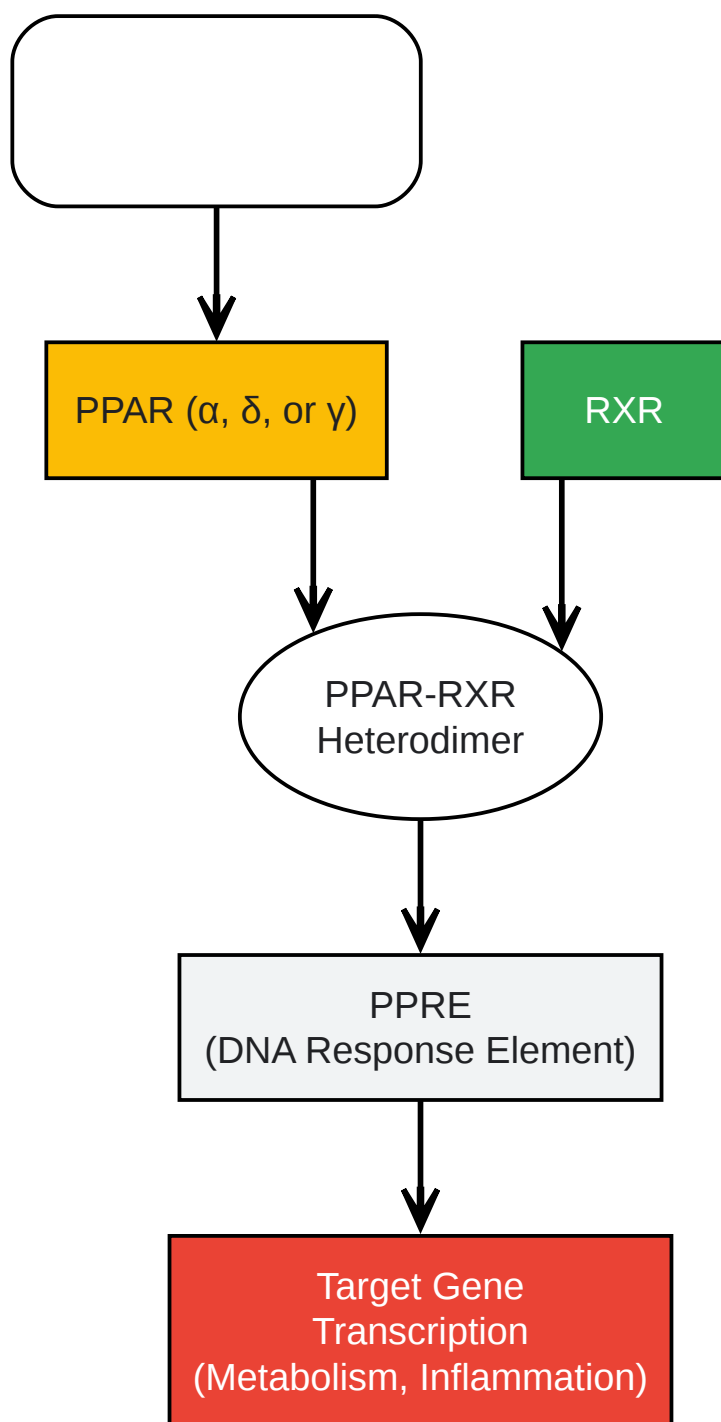 PPAR (α, δ, or γ)
RXR
PPAR-RXR
Heterodimer
PPRE
(DNA Response Element)
Target Gene
Transcription
(Metabolism, Inflammation)